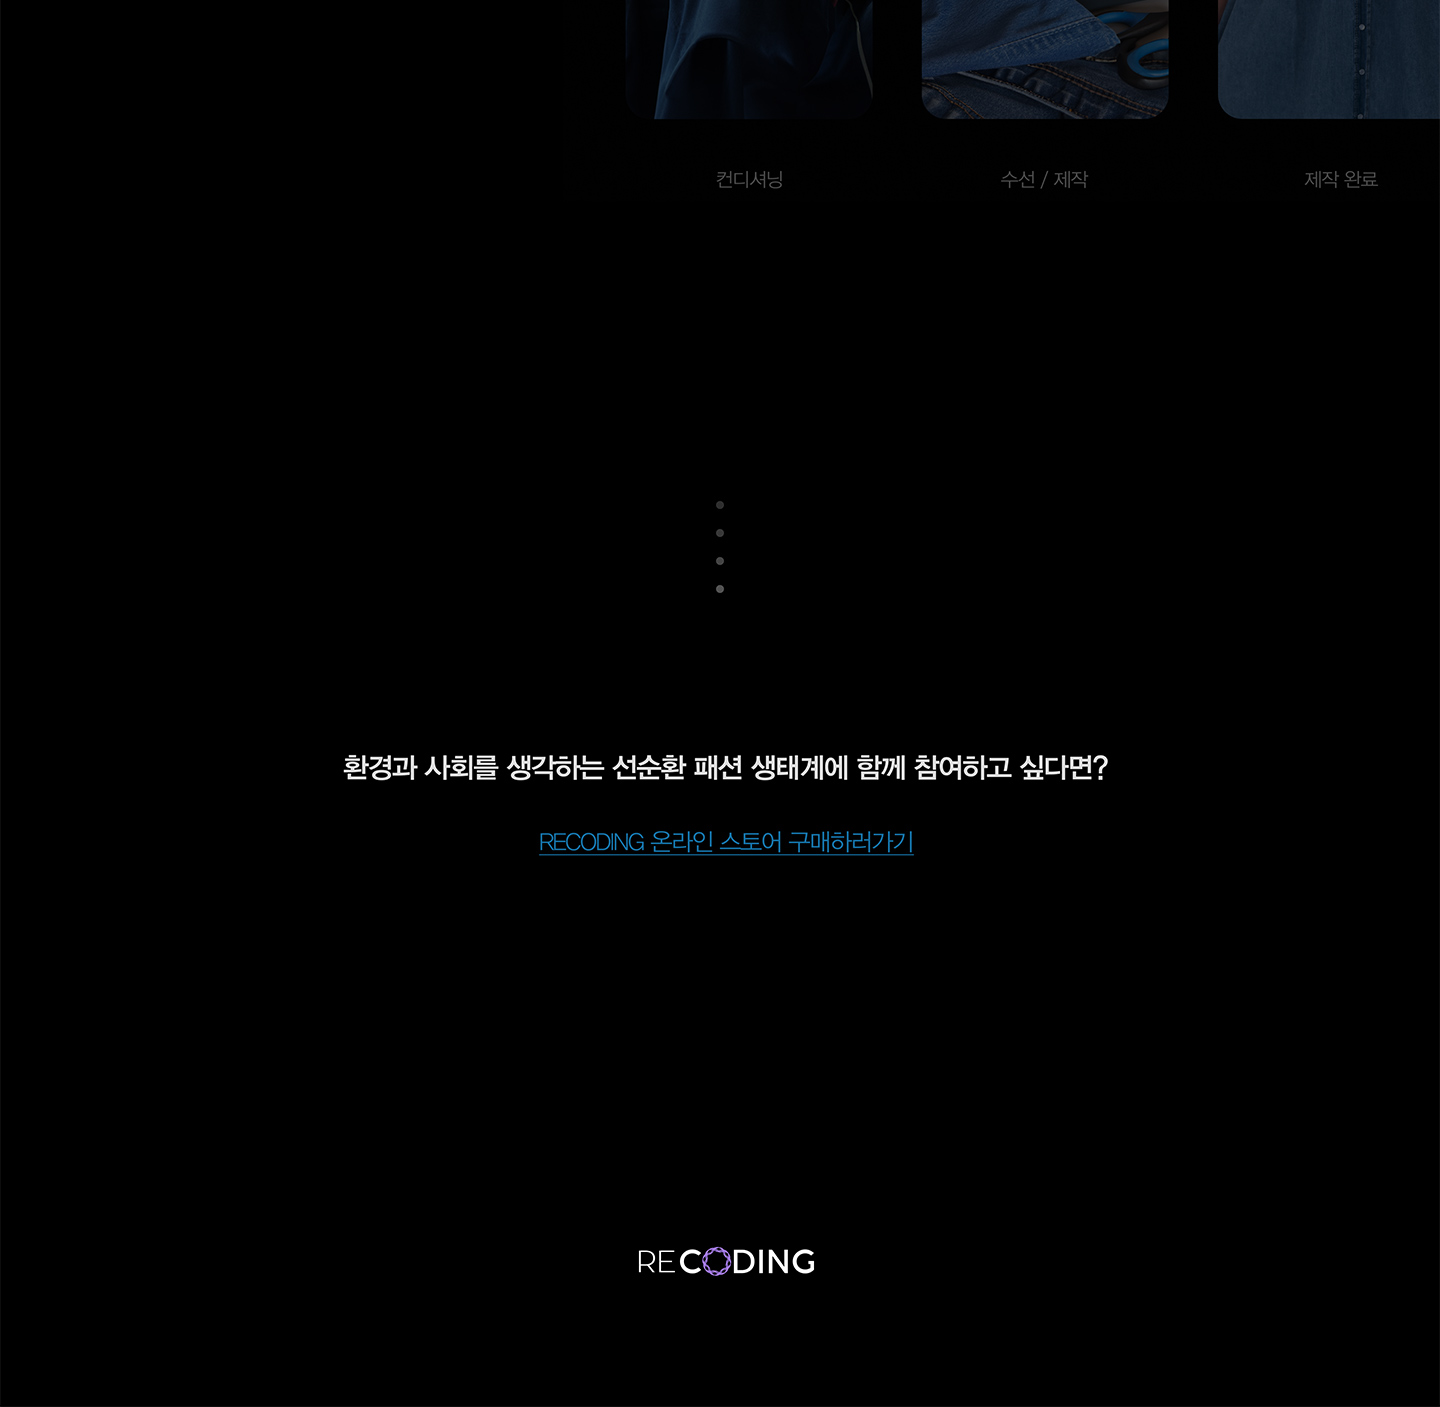 컨디셔닝
수선 / 제작
제작 완료
환경과 사회를 생각하는 선순환 패션 생태계에 함께 참여하고 싶다면?
RECODING 온라인 스토어 구매하러가기
RECODING